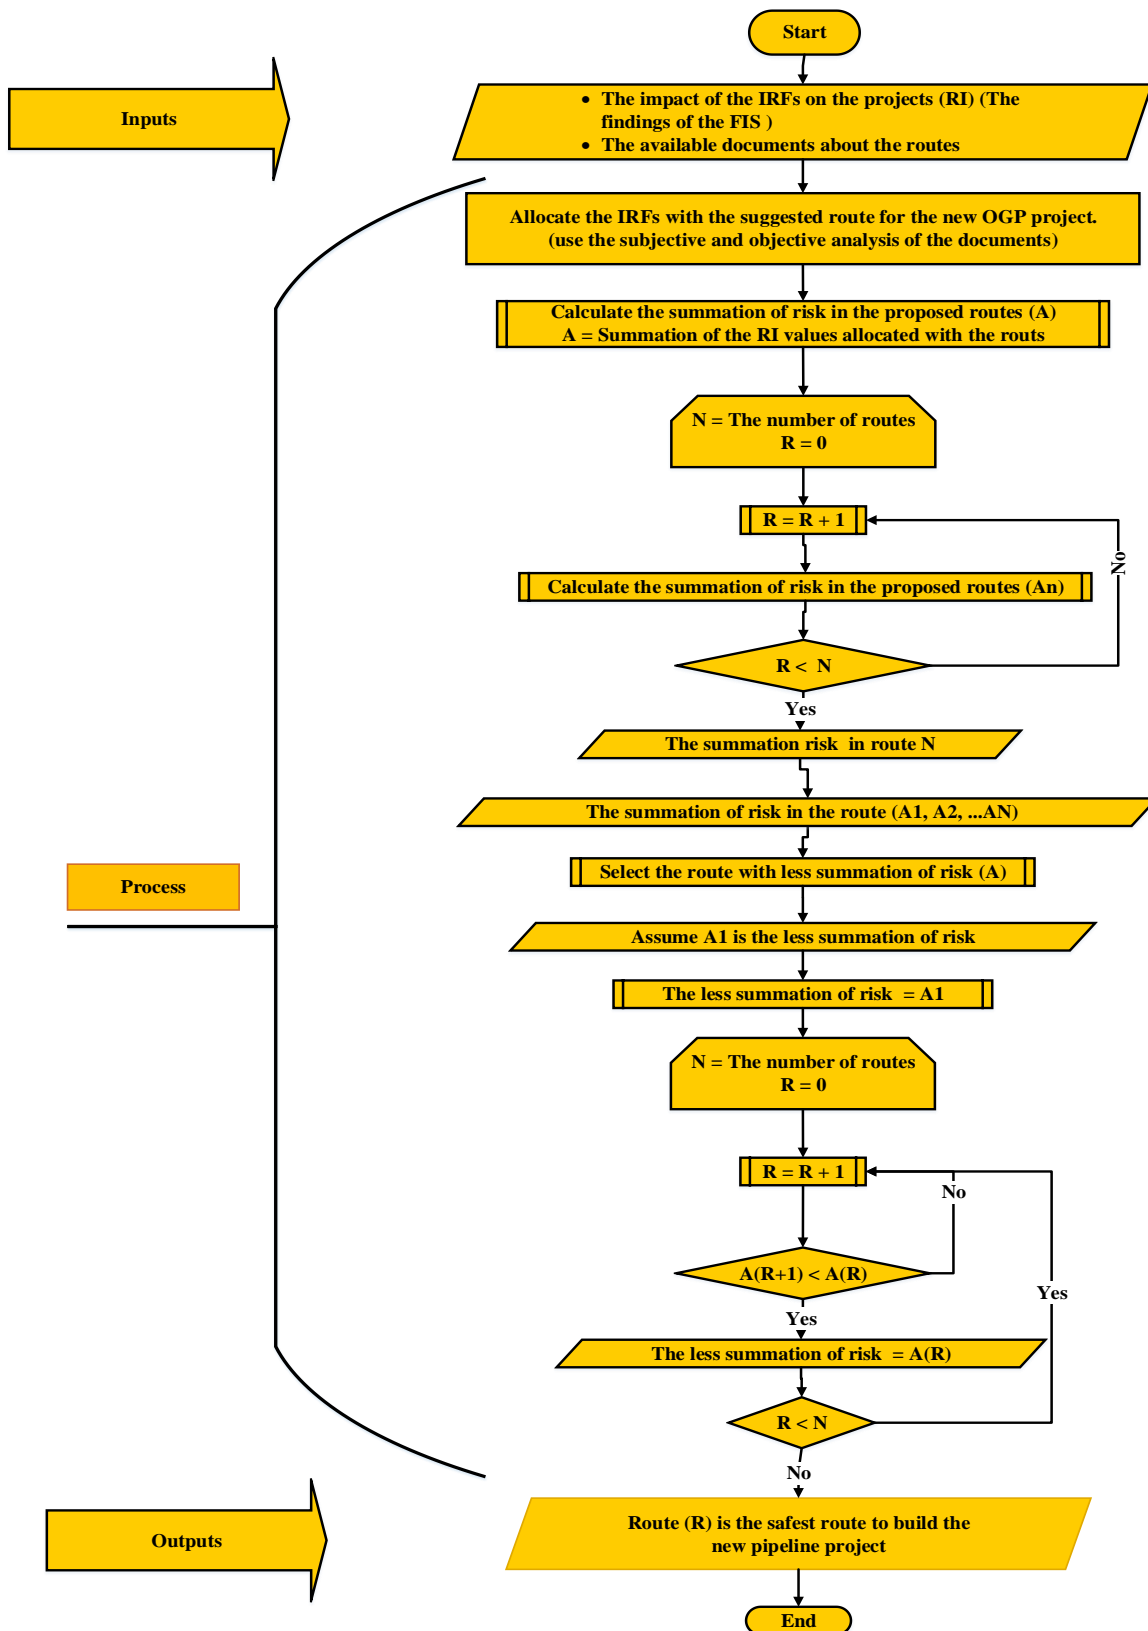 Start
Inputs
• The impact of the IRFs on the projects (RI) (The
findings of the FIS )
• The available documents about the routes
Allocate the IRFs with the suggested route for the new OGP project.
(use the subjective and objective analysis of the documents)
Calculate the summation of risk in the proposed routes (A)
A = Summation of the RI values allocated with the routs
N = The number of routes
R = 0
R = R + 1
No
Calculate the summation of risk in the proposed routes (An)
R < N
Yes
The summation risk in route N
The summation of risk in the route (A1, A2, ...AN)
Process
Select the route with less summation of risk (A)
Assume A1 is the less summation of risk
The less summation of risk = A1
N = The number of routes
R = 0
R = R + 1
No
A(R+1) < A(R)
Yes
Yes
The less summation of risk = A(R)
R < N
No
Outputs
Route (R) is the safest route to build the
new pipeline project
End